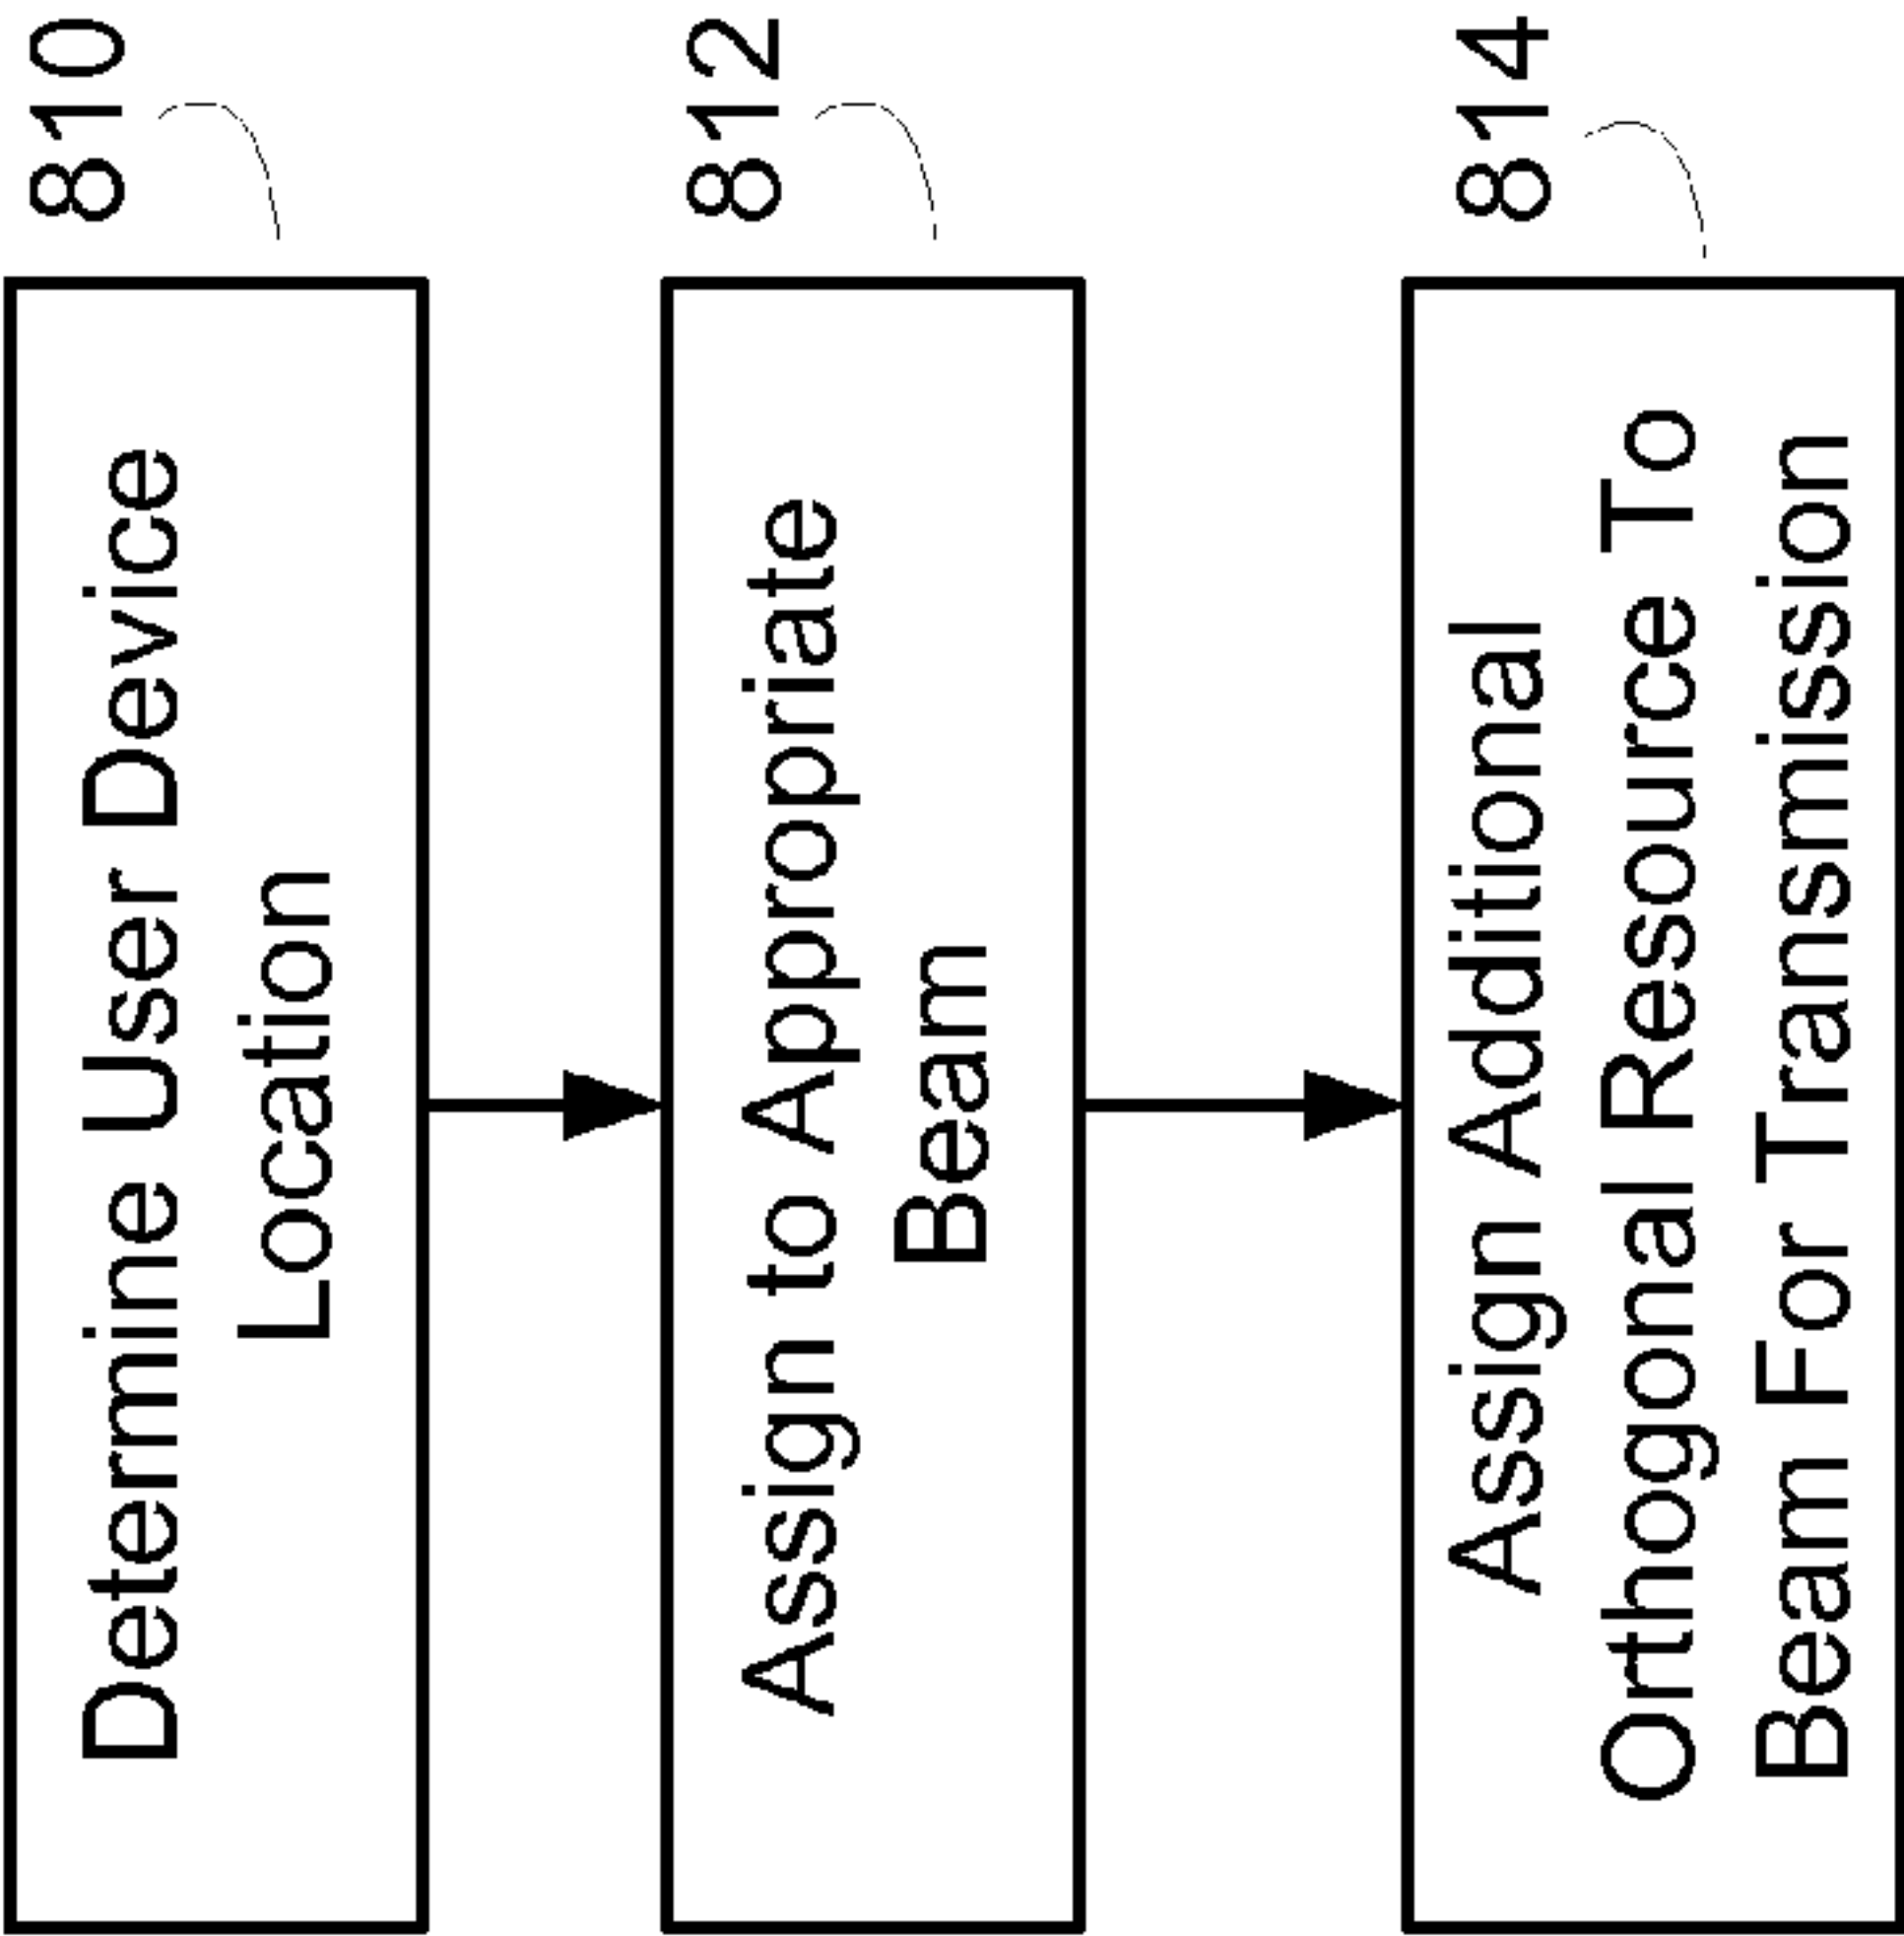 810
Determine User Device
Location
812
Assign to Appropriate
Beam
814
Assign Additional
Orthogonal Resource To
Beam For Transmission